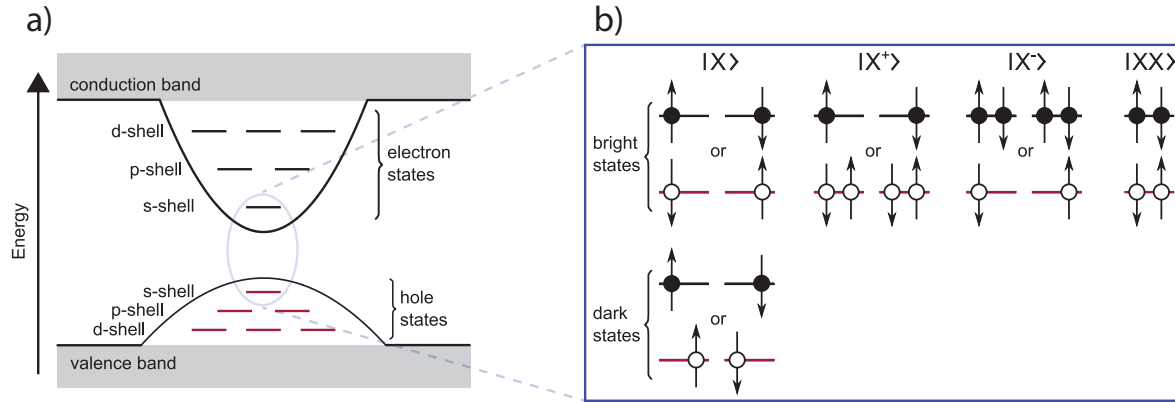 a)
Energy
conduction band
d-shell
p-shell
s-shell
electron
states
s-shell
p-shell
d-shell
hole
states
valence band
b)
|X> |X+> |X-> |XX>
bright
states
or or or
dark
states
or